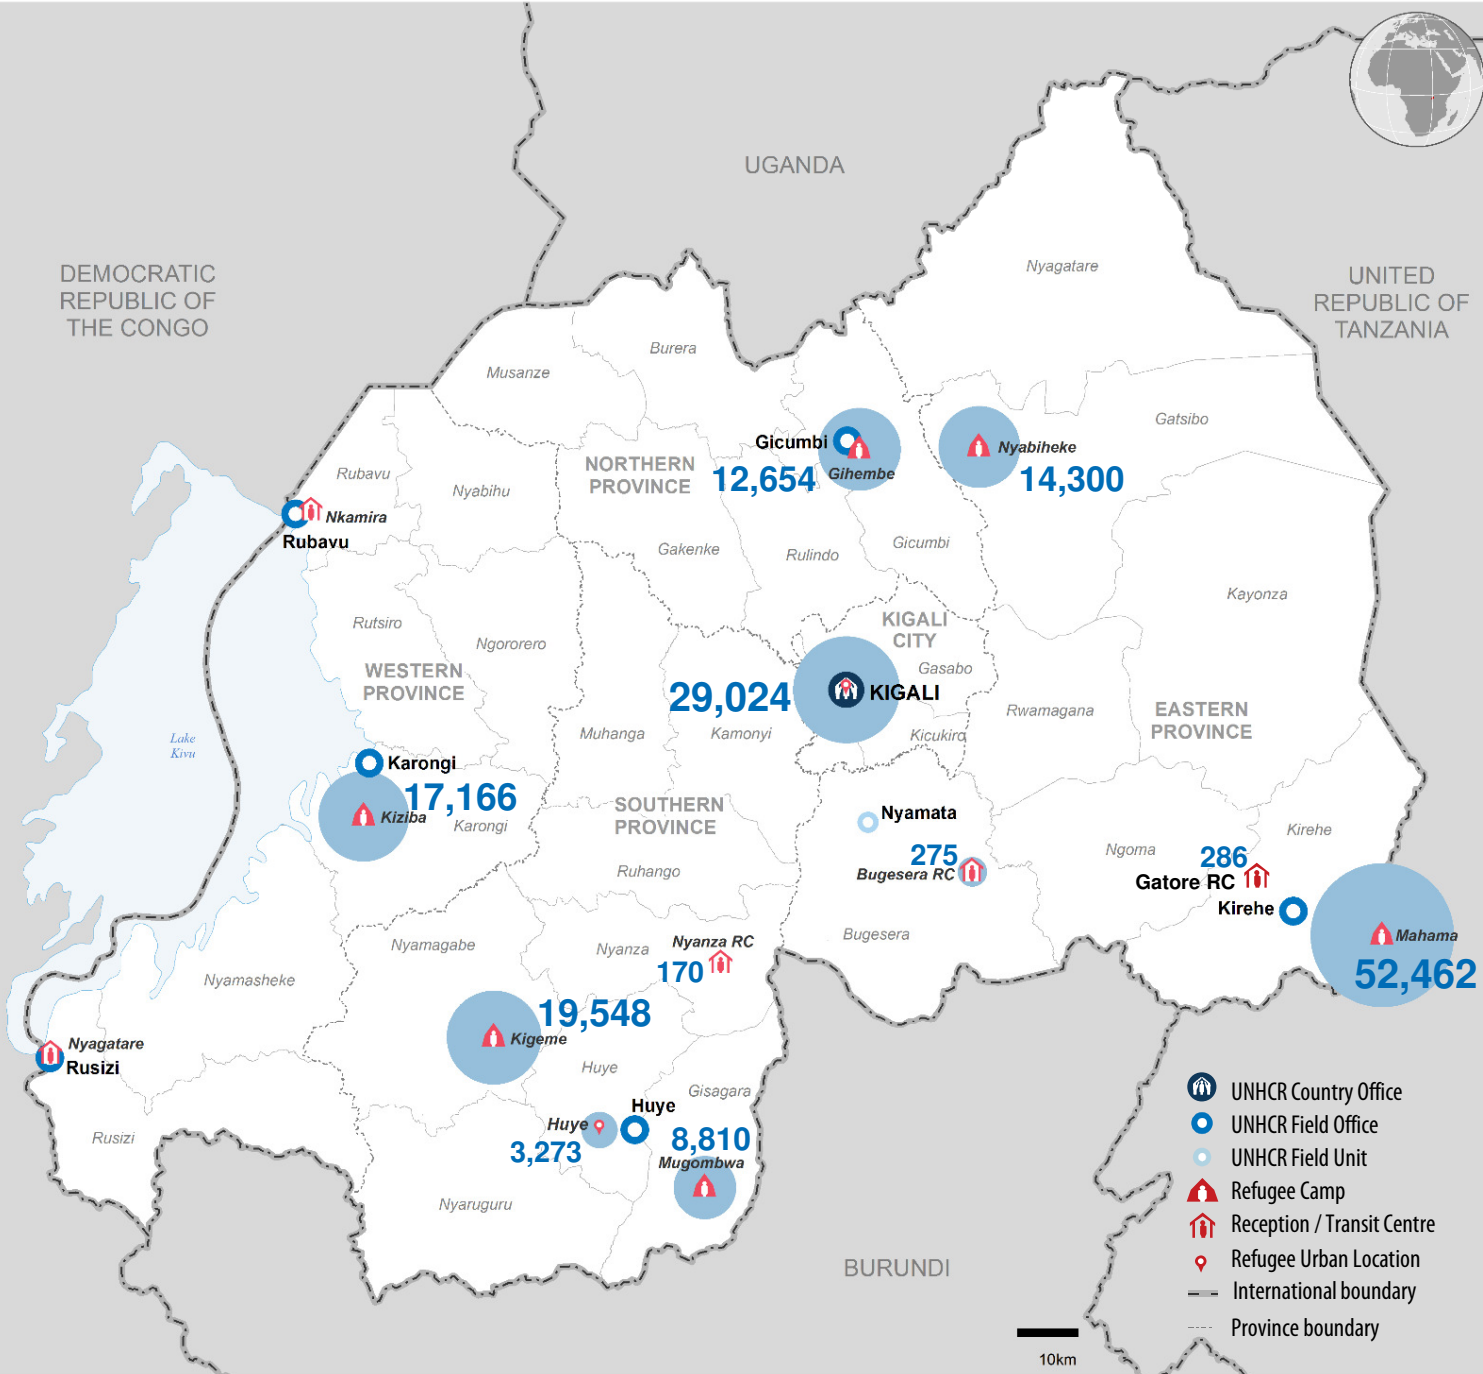 UGANDA
DEMOCRATIC
REPUBLIC OF
THE CONGO
UNITED
REPUBLIC OF
TANZANIA
Nyagatare
Burera
Musanze
Gatsibo
Gicumbi
12,654
Gihembe
Nyabiheke
14,300
NORTHERN
PROVINCE
Rubavu
Nyabihu
Nkamira
Rubavu
Gakenke
Rulindo
Gicumbi
Kayonza
Rutsiro
Ngororero
KIGALI
CITY
Gasabo
WESTERN
PROVINCE
29,024
KIGALI
Rwamagana
EASTERN
PROVINCE
Muhanga
Kamonyi
Kicukiro
Lake
Kivu
Karongi
17,166
Kiziba
Karongi
SOUTHERN
PROVINCE
Nyamata
275
Bugesera RC
Ngoma
Kirehe
286
Gatore RC
Kirehe
Ruhango
Mahama
52,462
Nyamagabe
Nyanza
Nyanza RC
170
Bugesera
Nyamasheke
19,548
Kigeme
Nyagatare
Rusizi
Huye
Gisagara
Huye
Huye
3,273
8,810
Mugombwa
Rusizi
Nyaruguru
BURUNDI
UNHCR Country Office
UNHCR Field Office
UNHCR Field Unit
Refugee Camp
Reception / Transit Centre
Refugee Urban Location
International boundary
Province boundary
10km